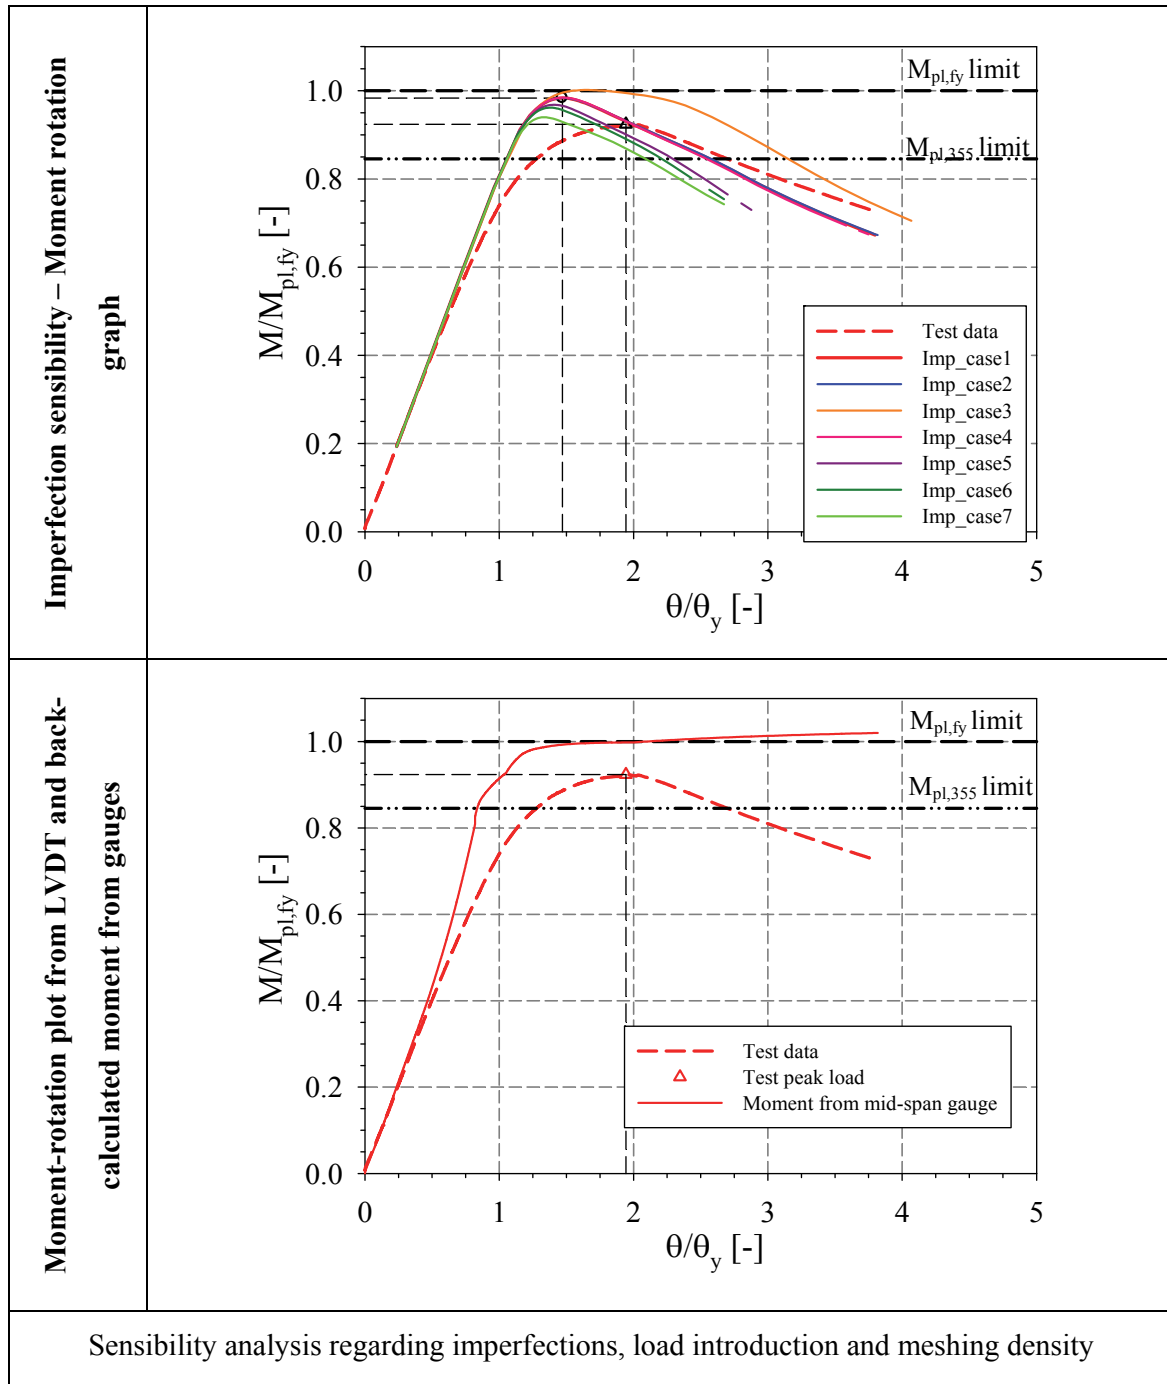 Imperfection sensibility – Moment rotation
graph
M/Mpl,fy [-]
1.0
0.8
0.6
0.4
0.2
0.0
Mpl,fy limit
Mpl,355 limit
Test data
Imp_case1
Imp_case2
Imp_case3
Imp_case4
Imp_case5
Imp_case6
Imp_case7
0 1 2 3 4 5
θ/θy [-]
Moment-rotation plot from LVDT and back-
calculated moment from gauges
M/Mpl,fy [-]
1.0
0.8
0.6
0.4
0.2
0.0
Mpl,fy limit
Mpl,355 limit
Test data
Test peak load
Moment from mid-span gauge
0 1 2 3 4 5
θ/θy [-]
Sensibility analysis regarding imperfections, load introduction and meshing density